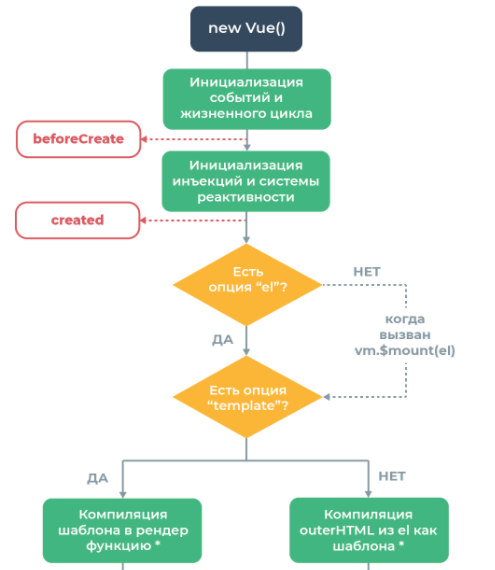 new Vue()
Инициализация
событий и
жизненного цикла
beforeCreate
Инициализация
инъекций и системы
реактивности
created
Есть
опция “el”?
НЕТ
когда
вызван
vm.$mount(el)
ДА
Есть опция
“template”?
ДА
НЕТ
Компиляция
шаблона в рендер
функцию *
Компиляция
outerHTML из el как
шаблона *